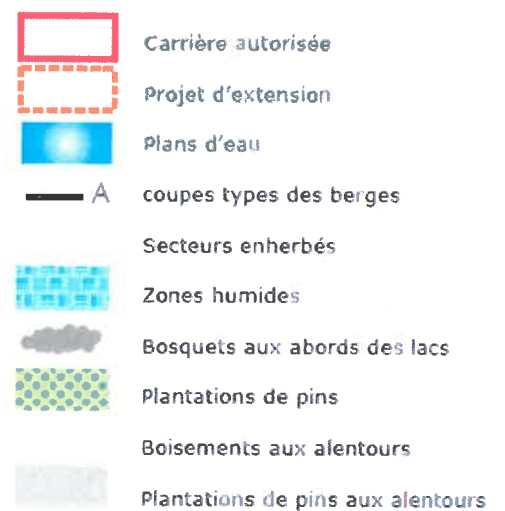 Carrière autorisée
Projet d'extension
Plans d'eau
A coupes types des berges
Secteurs enherbés
Zones humides
Bosquets aux abords des lacs
Plantations de pins
Boisements aux alentours
Plantations de pins aux alentours